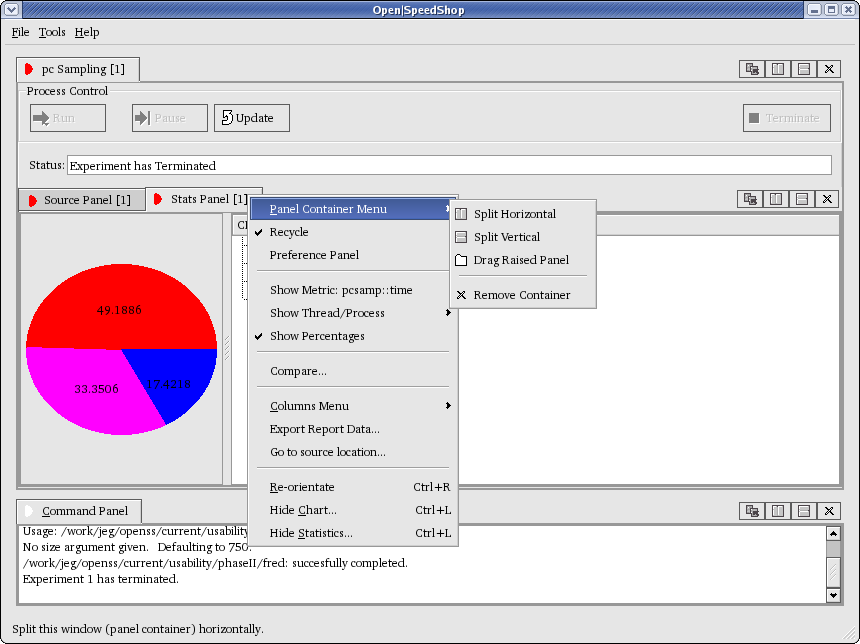 Open|SpeedShop
File Tools Help
pc Sampling [1]
Process Control
Run Pause Update Terminate
Status: Experiment has Terminated
Source Panel [1] Stats Panel [1]
Panel Container Menu
Recycle
Preference Panel
Show Metric: pcsamp::time
Show Thread/Process
Show Percentages
Compare...
Columns Menu
Export Report Data...
Go to source location...
Re-orientate Ctrl+R
Hide Chart... Ctrl+L
Hide Statistics... Ctrl+L
Split Horizontal
Split Vertical
Drag Raised Panel
Remove Container
49.1886
33.3506
17.4218
Command Panel
Usage: /work/jeg/openss/current/usability
No size argument given. Defaulting to 750.
/work/jeg/openss/current/usability/phaseII/fred: succesfully completed.
Experiment 1 has terminated.
Split this window (panel container) horizontally.